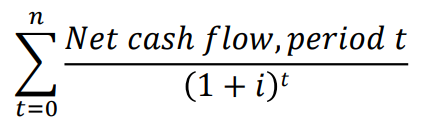 n
∑ Net cash flow, period t
(1 + i)^t
t=0